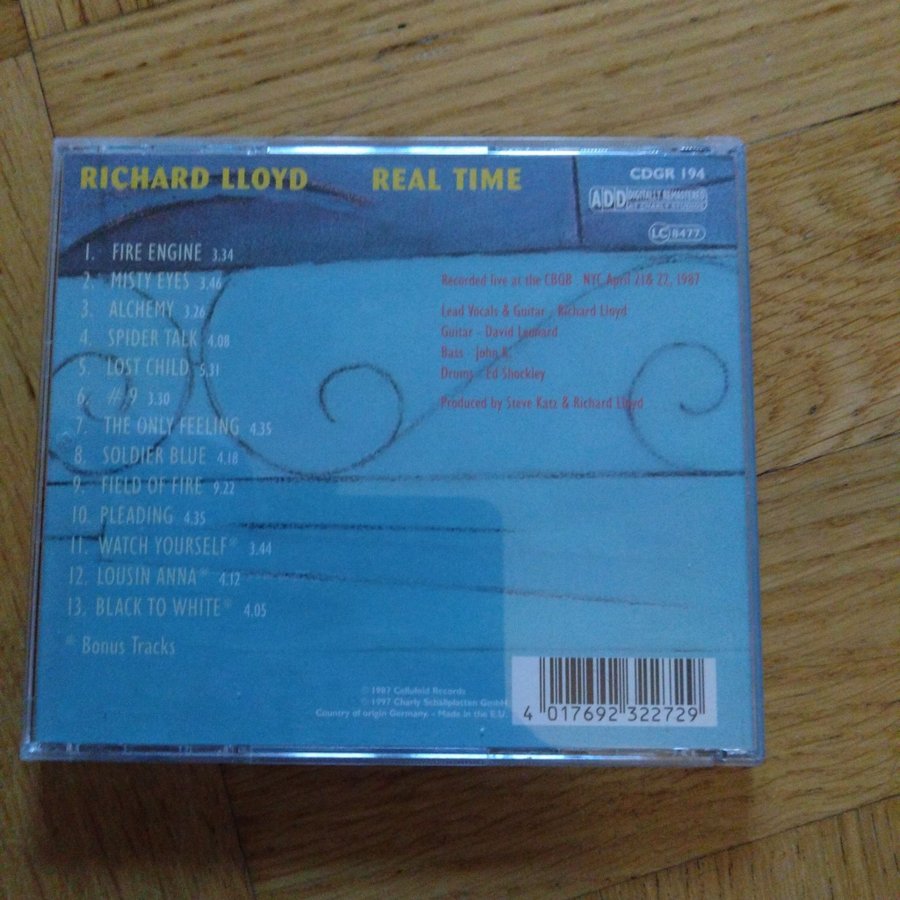 RICHARD LLOYD REAL TIME
CDGR 194
ADD DIGITALLY REMASTERED
AT CHARLY STUDIOS
LC 8477
1. FIRE ENGINE 3.34
2. MISTY EYES 3.46
3. ALCHEMY 3.26
4. SPIDER TALK 4.08
5. LOST CHILD 5.31
6. #9 3.30
7. THE ONLY FEELING 4.35
8. SOLDIER BLUE 4.18
9. FIELD OF FIRE 9.22
10. PLEADING 4.35
11. WATCH YOURSELF* 3.44
12. LOUSIN ANNA* 4.12
13. BLACK TO WHITE* 4.05
* Bonus Tracks
Recorded live at the CBGB - NYC April 21& 22, 1987
Lead Vocals & Guitar - Richard Lloyd
Guitar - David Leonard
Bass - John K.
Drums - Ed Shockley
Produced by Steve Katz & Richard Lloyd
℗ 1987 Celluloid Records
© 1997 Charly Schallplatten GmbH.
Country of origin Germany. - Made in the E.U.
4 017692 322729